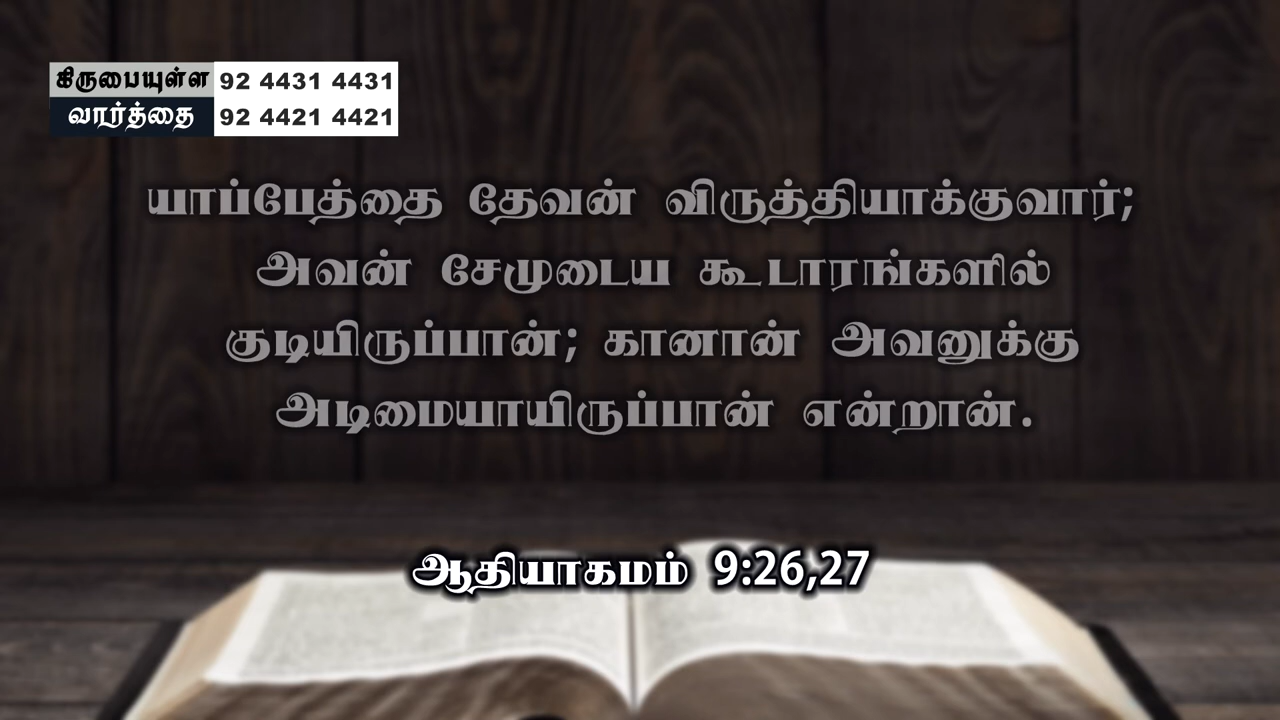 கிருபையுள்ள 92 4431 4431
வார்த்தை 92 4421 4421
யாப்பேத்தை தேவன் விருத்தியாக்குவார்;
அவன் சேமுடைய கூடாரங்களில்
குடியிருப்பான்; கானான் அவனுக்கு
அடிமையாயிருப்பான் என்றான்.
ஆதியாகமம் 9:26,27